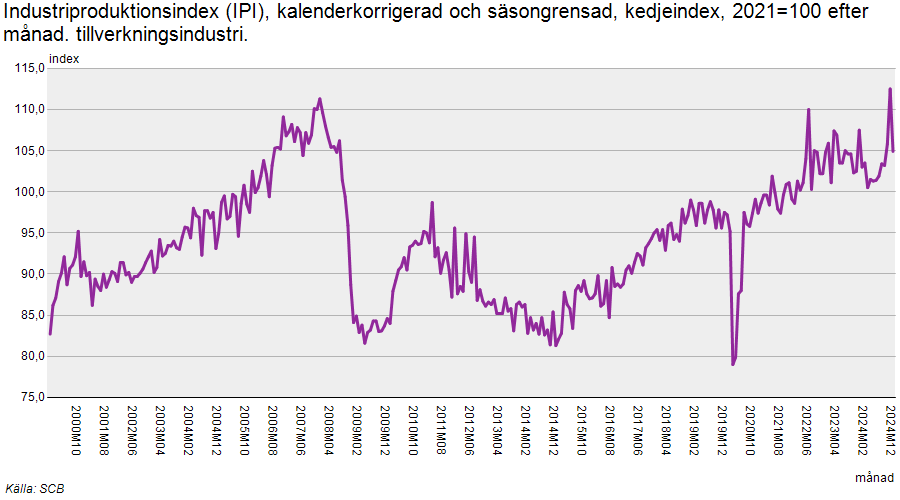 Industriproduktionsindex (IPI), kalenderkorrigerad och säsongrensad, kedjeindex, 2021=100 efter
månad. tillverkningsindustri.
index
115,0
110,0
105,0
100,0
95,0
90,0
85,0
80,0
75,0
2000M10
2001M08
2002M06
2003M04
2004M02
2004M12
2005M10
2006M08
2007M06
2008M04
2009M02
2009M12
2010M10
2011M08
2012M06
2013M04
2014M02
2014M12
2015M10
2016M08
2017M06
2018M04
2019M02
2019M12
2020M10
2021M08
2022M06
2023M04
2024M02
2024M12
månad
Källa: SCB